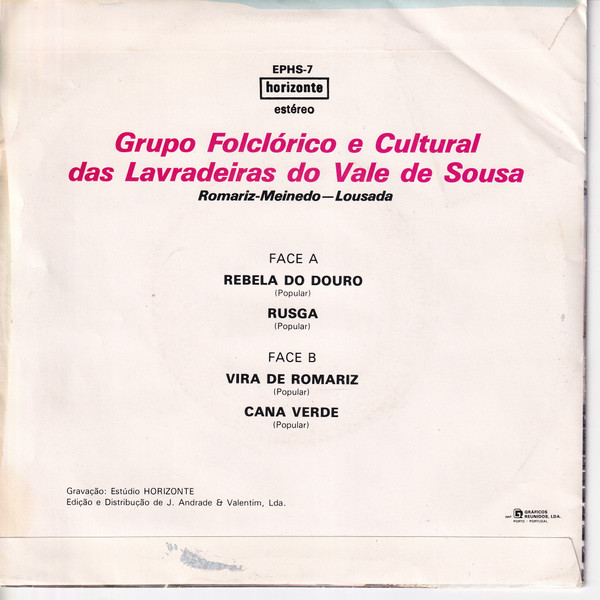 EPHS-7
horizonte
estéreo
Grupo Folclórico e Cultural
das Lavradeiras do Vale de Sousa
Romariz-Meinedo—Lousada
FACE A
REBELA DO DOURO
(Popular)
RUSGA
(Popular)
FACE B
VIRA DE ROMARIZ
(Popular)
CANA VERDE
(Popular)
Gravação: Estúdio HORIZONTE
Edição e Distribuição de J. Andrade & Valentim, Lda.
GRÁFICOS
REUNIDOS, LDA.
PORTO - PORTUGAL